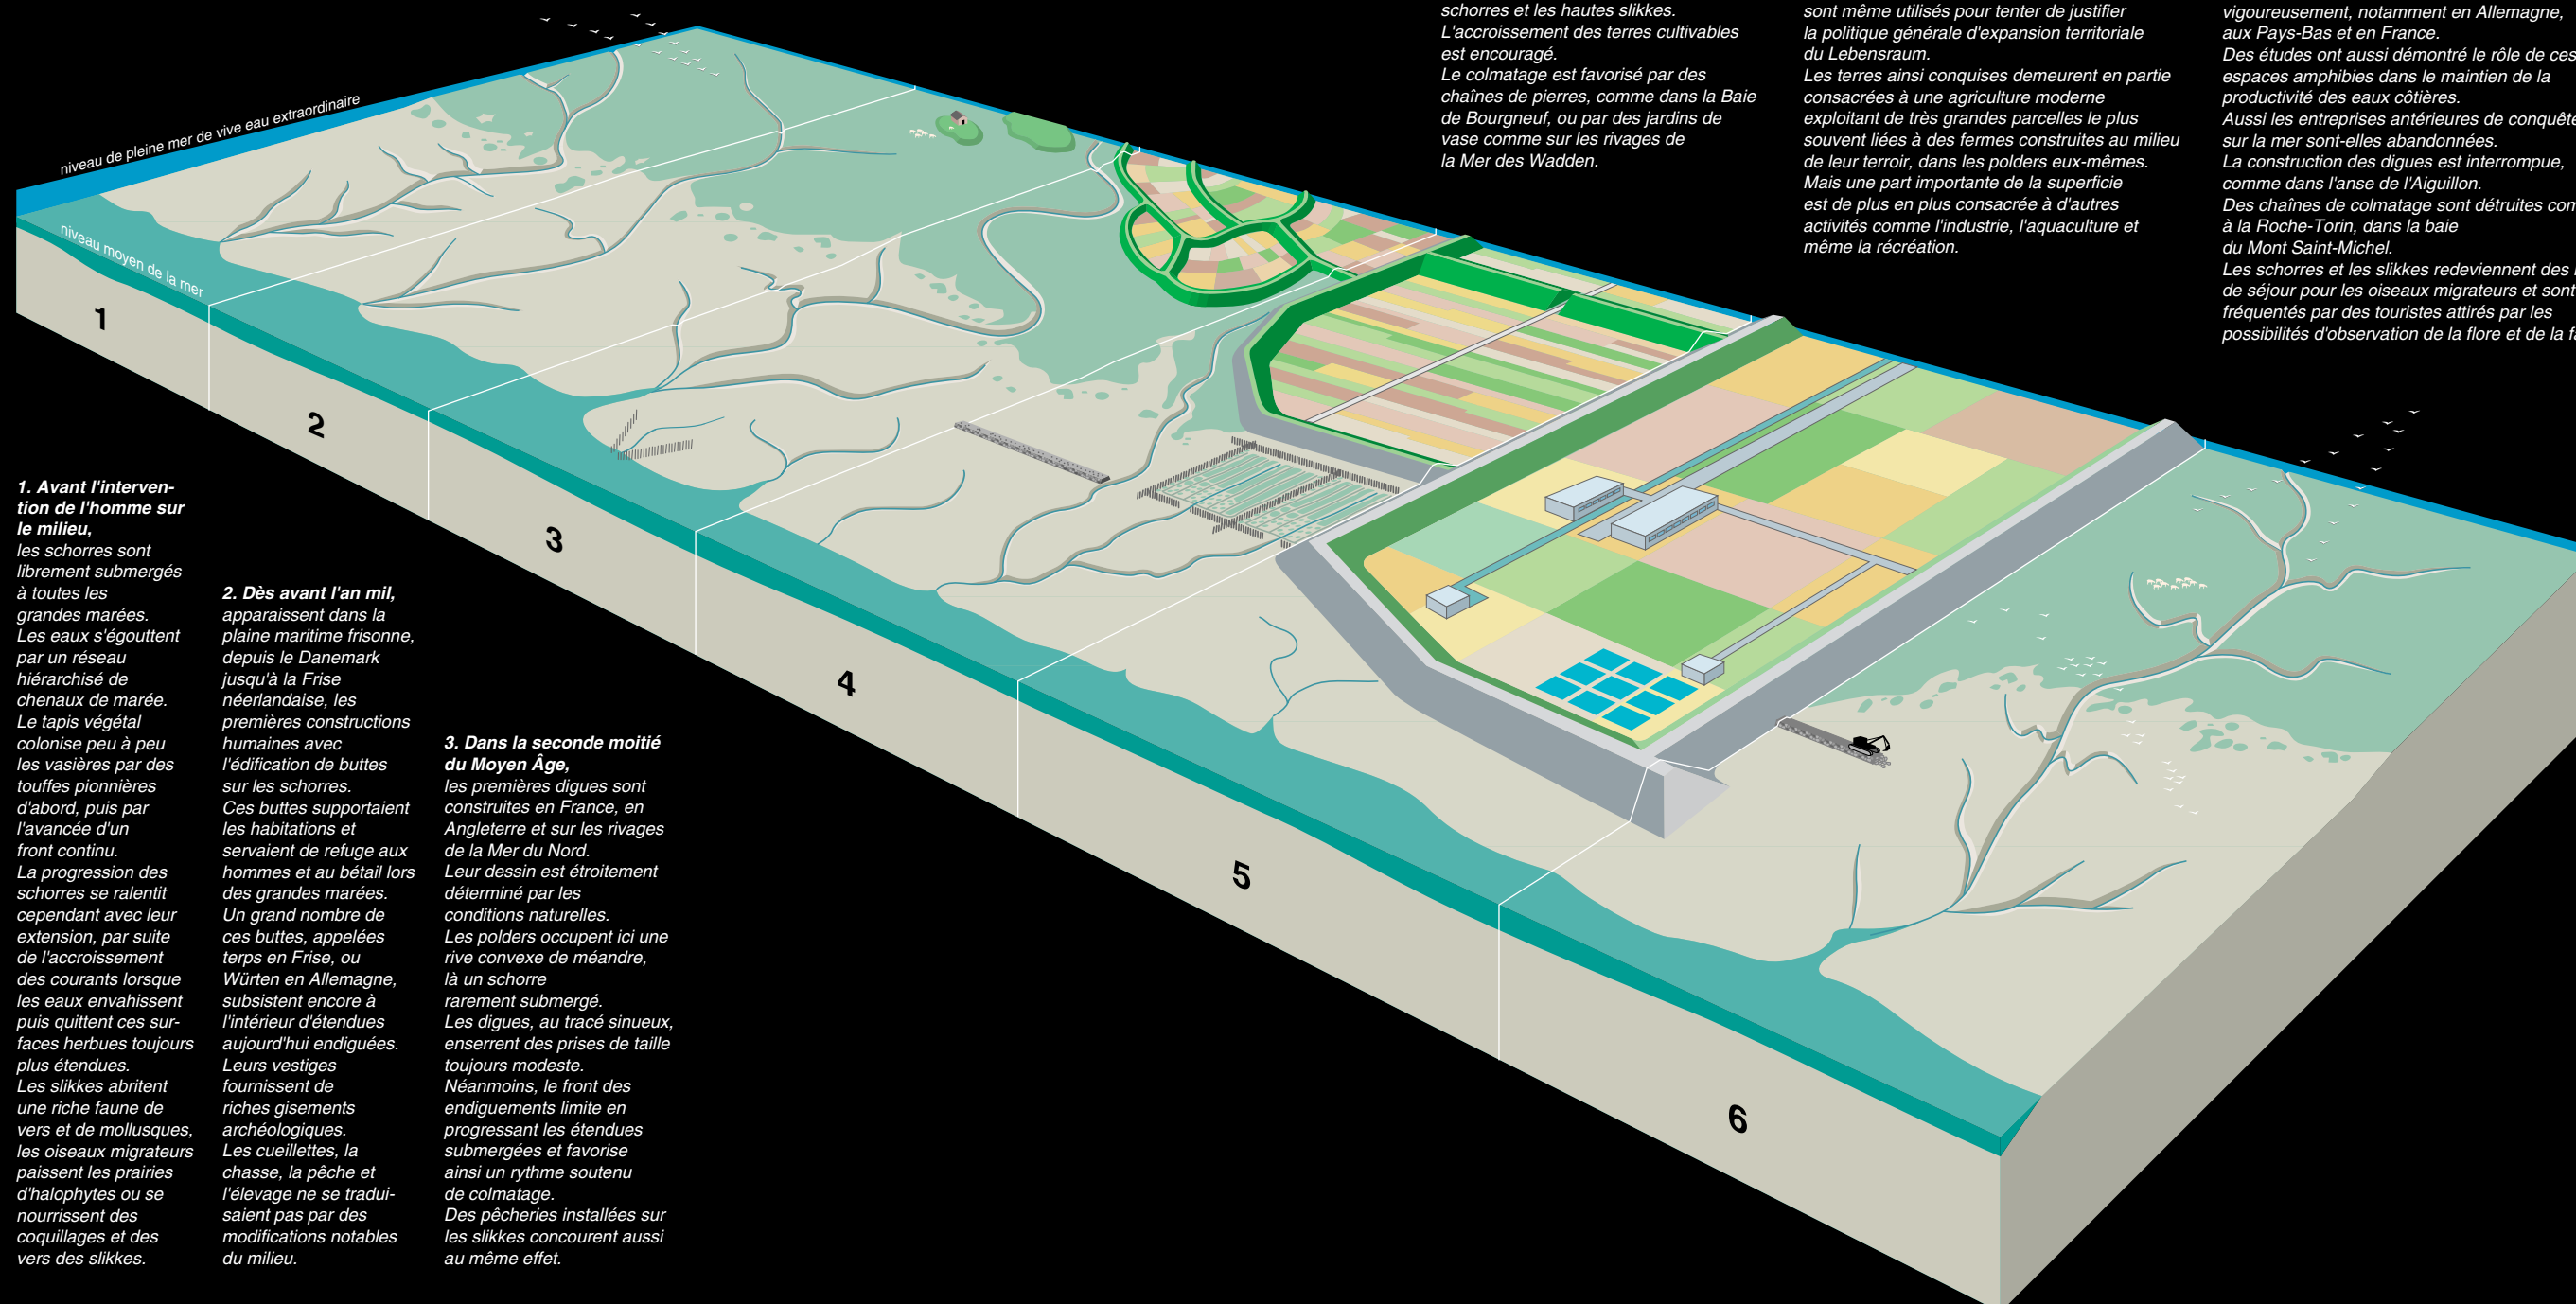 niveau de pleine mer de vive eau extraordinaire
niveau moyen de la mer
1
2
3
4
5
6
1. Avant l'interven-
tion de l'homme sur
le milieu,
les schorres sont
librement submergés
à toutes les
grandes marées.
Les eaux s'égouttent
par un réseau
hiérarchisé de
chenaux de marée.
Le tapis végétal
colonise peu à peu
les vasières par des
touffes pionnières
d'abord, puis par
l'avancée d'un
front continu.
La progression des
schorres se ralentit
cependant avec leur
extension, par suite
de l'accroissement
des courants lorsque
les eaux envahissent
puis quittent ces sur-
faces herbues toujours
plus étendues.
Les slikkes abritent
une riche faune de
vers et de mollusques,
les oiseaux migrateurs
paissent les prairies
d'halophytes ou se
nourrissent des
coquillages et des
vers des slikkes.
2. Dès avant l'an mil,
apparaissent dans la
plaine maritime frisonne,
depuis le Danemark
jusqu'à la Frise
néerlandaise, les
premières constructions
humaines avec
l'édification de buttes
sur les schorres.
Ces buttes supportaient
les habitations et
servaient de refuge aux
hommes et au bétail lors
des grandes marées.
Un grand nombre de
ces buttes, appelées
terps en Frise, ou
Würten en Allemagne,
subsistent encore à
l'intérieur d'étendues
aujourd'hui endiguées.
Leurs vestiges
fournissent de
riches gisements
archéologiques.
Les cueillettes, la
chasse, la pêche et
l'élevage ne se tradui-
saient pas par des
modifications notables
du milieu.
3. Dans la seconde moitié
du Moyen Âge,
les premières digues sont
construites en France, en
Angleterre et sur les rivages
de la Mer du Nord.
Leur dessin est étroitement
déterminé par les
conditions naturelles.
Les polders occupent ici une
rive convexe de méandre,
là un schorre
rarement submergé.
Les digues, au tracé sinueux,
enserrent des prises de taille
toujours modeste.
Néanmoins, le front des
endiguements limite en
progressant les étendues
submergées et favorise
ainsi un rythme soutenu
de colmatage.
Des pêcheries installées sur
les slikkes concourent aussi
au même effet.
schorres et les hautes slikkes.
L'accroissement des terres cultivables
est encouragé.
Le colmatage est favorisé par des
chaînes de pierres, comme dans la Baie
de Bourgneuf, ou par des jardins de
vase comme sur les rivages de
la Mer des Wadden.
sont même utilisés pour tenter de justifier
la politique générale d'expansion territoriale
du Lebensraum.
Les terres ainsi conquises demeurent en partie
consacrées à une agriculture moderne
exploitant de très grandes parcelles le plus
souvent liées à des fermes construites au milieu
de leur terroir, dans les polders eux-mêmes.
Mais une part importante de la superficie
est de plus en plus consacrée à d'autres
activités comme l'industrie, l'aquaculture et
même la récréation.
vigoureusement, notamment en Allemagne,
aux Pays-Bas et en France.
Des études ont aussi démontré le rôle de ces
espaces amphibies dans le maintien de la
productivité des eaux côtières.
Aussi les entreprises antérieures de conquête
sur la mer sont-elles abandonnées.
La construction des digues est interrompue,
comme dans l'anse de l'Aiguillon.
Des chaînes de colmatage sont détruites
à la Roche-Torin, dans la baie
du Mont Saint-Michel.
Les schorres et les slikkes redeviennent des
de séjour pour les oiseaux migrateurs et sont
fréquentés par des touristes attirés par les
possibilités d'observation de la flore et de la